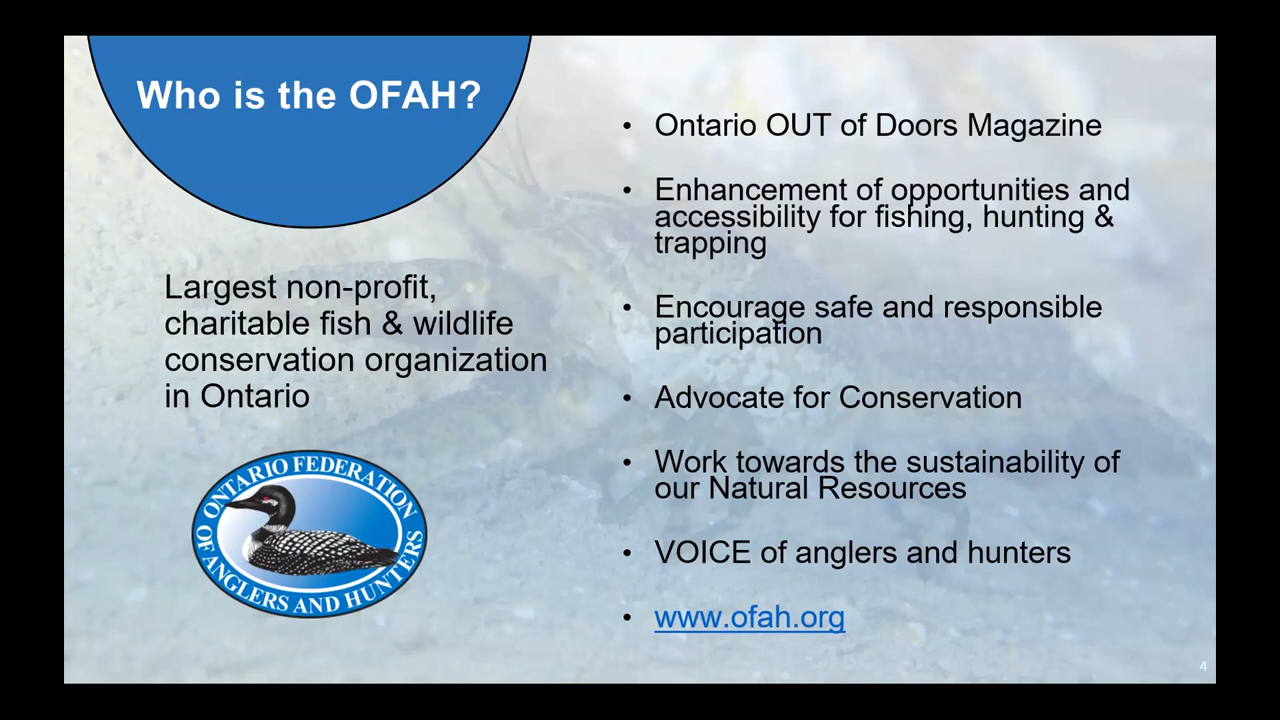 Who is the OFAH?
Largest non-profit,
charitable fish & wildlife
conservation organization
in Ontario
ONTARIO FEDERATION
OF ANGLERS AND HUNTERS
• Ontario OUT of Doors Magazine
• Enhancement of opportunities and
accessibility for fishing, hunting &
trapping
• Encourage safe and responsible
participation
• Advocate for Conservation
• Work towards the sustainability of
our Natural Resources
• VOICE of anglers and hunters
• www.ofah.org
4